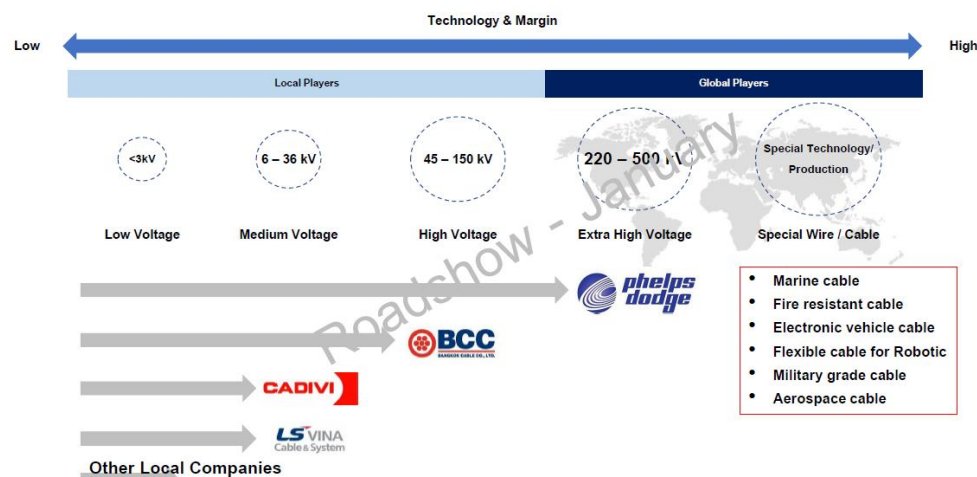 Technology & Margin
Low
High
Local Players
Global Players
<3kV
6 – 36 kV
45 – 150 kV
220 – 500 kV
Special Technology/
Production
Low Voltage
Medium Voltage
High Voltage
Extra High Voltage
Special Wire / Cable
Roadshow - January
phelps
dodge
BCC
BANGKOK CABLE CO., LTD.
CADIVI
LS VINA
Cable & System
Other Local Companies
• Marine cable
• Fire resistant cable
• Electronic vehicle cable
• Flexible cable for Robotic
• Military grade cable
• Aerospace cable